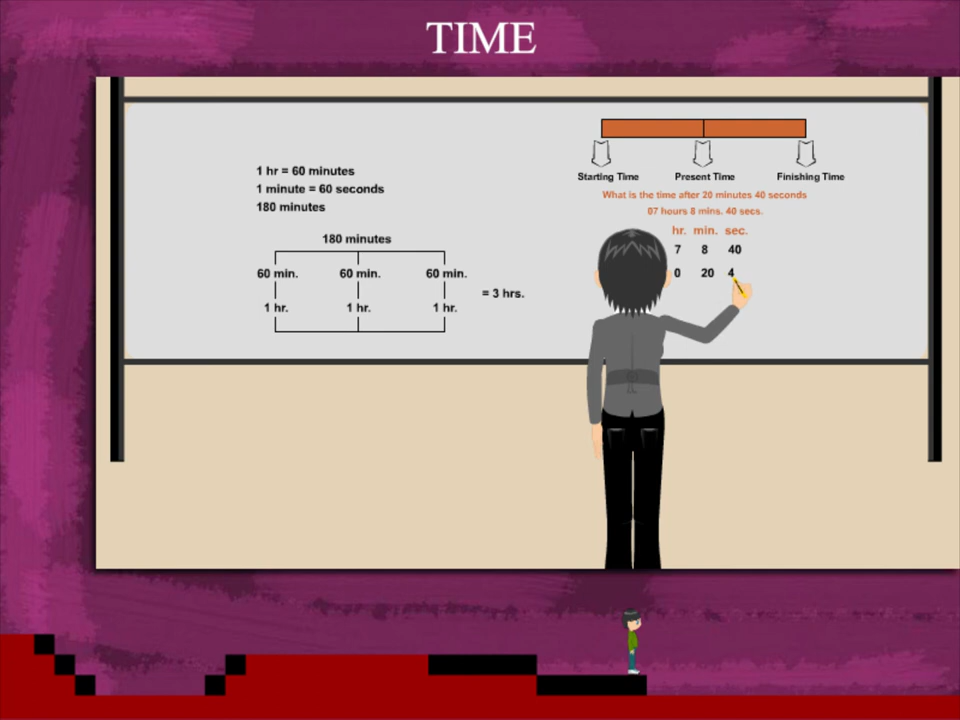 TIME
1 hr = 60 minutes
1 minute = 60 seconds
180 minutes
180 minutes
60 min. 60 min. 60 min.
1 hr. 1 hr. 1 hr.
= 3 hrs.
Starting Time Present Time Finishing Time
What is the time after 20 minutes 40 seconds
07 hours 8 mins. 40 secs.
hr. min. sec.
7 8 40
0 20 4